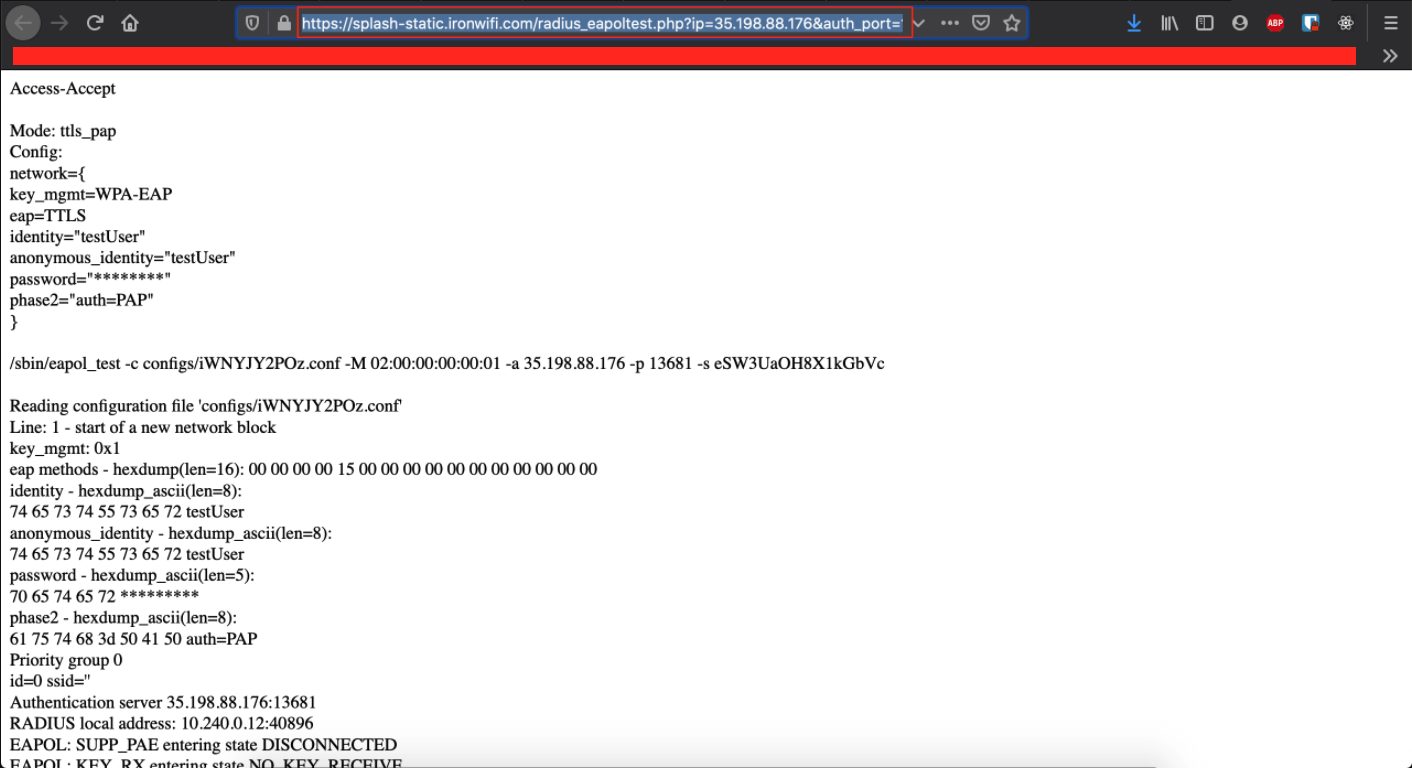 https://splash-static.ironwifi.com/radius_eapoltest.php?ip=35.198.88.176&auth_port=
ABP
Access-Accept
Mode: ttls_pap
Config:
network={
key_mgmt=WPA-EAP
eap=TTLS
identity="testUser"
anonymous_identity="testUser"
password="********"
phase2="auth=PAP"
}
/sbin/eapol_test -c configs/iWNYJY2POz.conf -M 02:00:00:00:00:01 -a 35.198.88.176 -p 13681 -s eSW3UaOH8X1kGbVc
Reading configuration file 'configs/iWNYJY2POz.conf'
Line: 1 - start of a new network block
key_mgmt: 0x1
eap methods - hexdump(len=16): 00 00 00 00 15 00 00 00 00 00 00 00 00 00 00 00
identity - hexdump_ascii(len=8):
74 65 73 74 55 73 65 72 testUser
anonymous_identity - hexdump_ascii(len=8):
74 65 73 74 55 73 65 72 testUser
password - hexdump_ascii(len=5):
70 65 74 65 72 *********
phase2 - hexdump_ascii(len=8):
61 75 74 68 3d 50 41 50 auth=PAP
Priority group 0
id=0 ssid=''
Authentication server 35.198.88.176:13681
RADIUS local address: 10.240.0.12:40896
EAPOL: SUPP_PAE entering state DISCONNECTED
EAPOL: KEY_RX entering state NO_KEY_RECEIVE